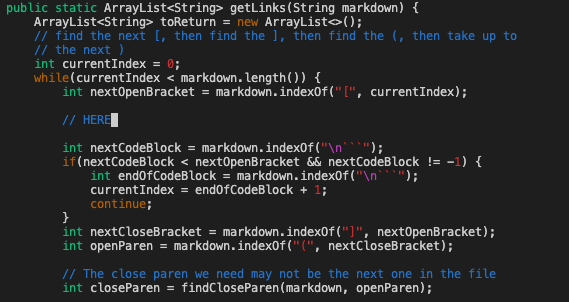 public static ArrayList<String> getLinks(String markdown) {
    ArrayList<String> toReturn = new ArrayList<>();
    // find the next [, then find the ], then find the (, then take up to
    // the next )
    int currentIndex = 0;
    while(currentIndex < markdown.length()) {
        int nextOpenBracket = markdown.indexOf("[", currentIndex);

        // HERE

        int nextCodeBlock = markdown.indexOf("\n```");
        if(nextCodeBlock < nextOpenBracket && nextCodeBlock != -1) {
            int endOfCodeBlock = markdown.indexOf("\n```");
            currentIndex = endOfCodeBlock + 1;
            continue;
        }
        int nextCloseBracket = markdown.indexOf("]", nextOpenBracket);
        int openParen = markdown.indexOf("(", nextCloseBracket);

        // The close paren we need may not be the next one in the file
        int closeParen = findCloseParen(markdown, openParen);